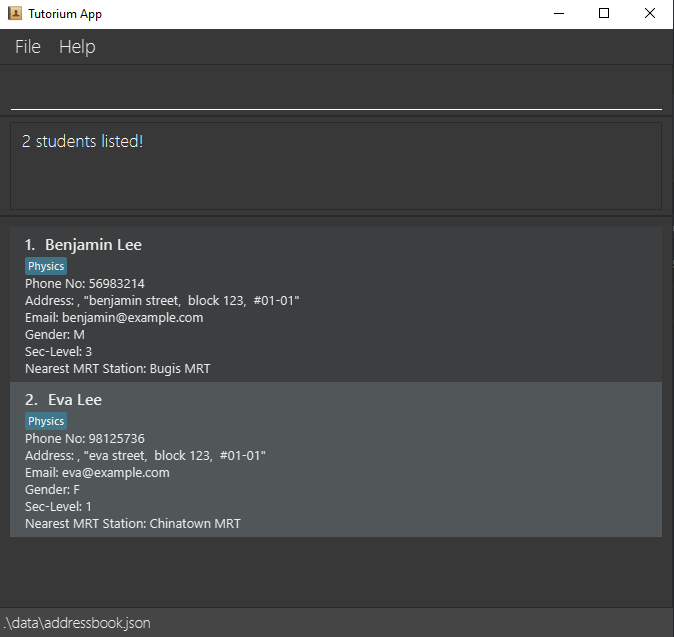 Tutorium App
File Help
2 students listed!
1. Benjamin Lee
Physics
Phone No: 56983214
Address: , "benjamin street, block 123, #01-01"
Email: benjamin@example.com
Gender: M
Sec-Level: 3
Nearest MRT Station: Bugis MRT
2. Eva Lee
Physics
Phone No: 98125736
Address: , "eva street, block 123, #01-01"
Email: eva@example.com
Gender: F
Sec-Level: 1
Nearest MRT Station: Chinatown MRT
.\data\addressbook.json